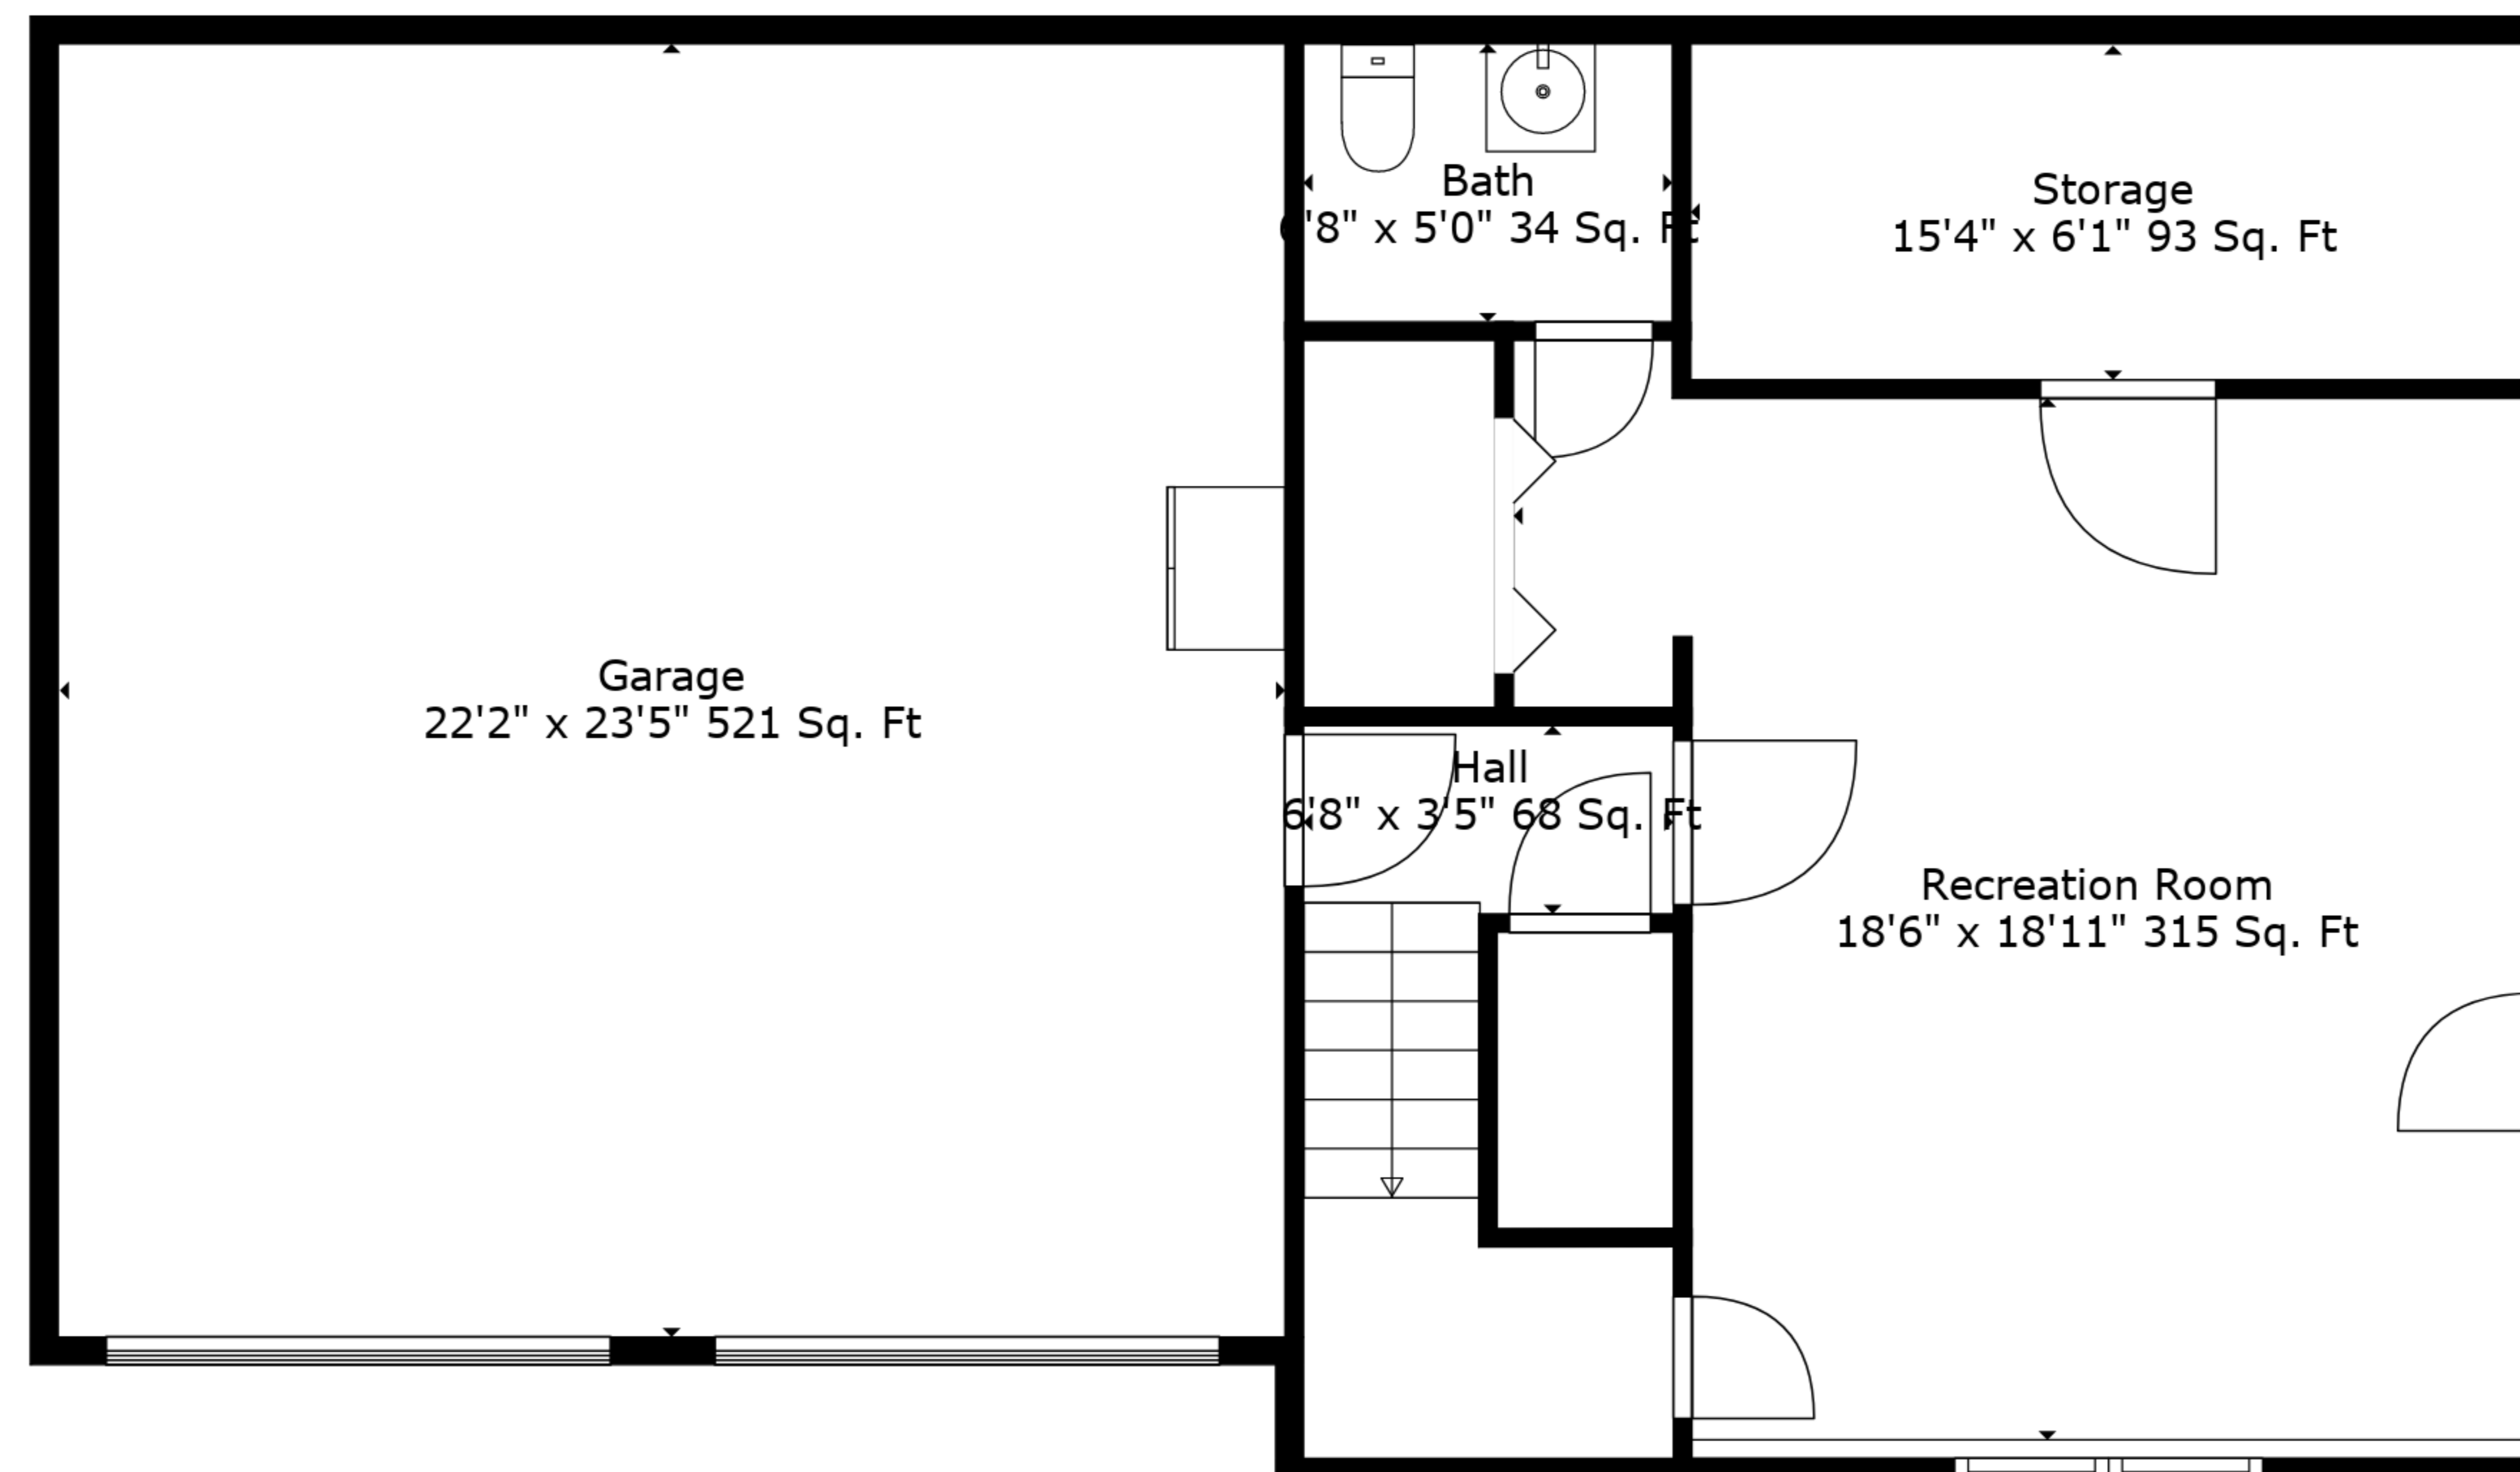 Bath
'8" x 5'0" 34 Sq. Ft
Storage
15'4" x 6'1" 93 Sq. Ft
Garage
22'2" x 23'5" 521 Sq. Ft
Hall
6'8" x 3'5" 68 Sq. Ft
Recreation Room
18'6" x 18'11" 315 Sq. Ft